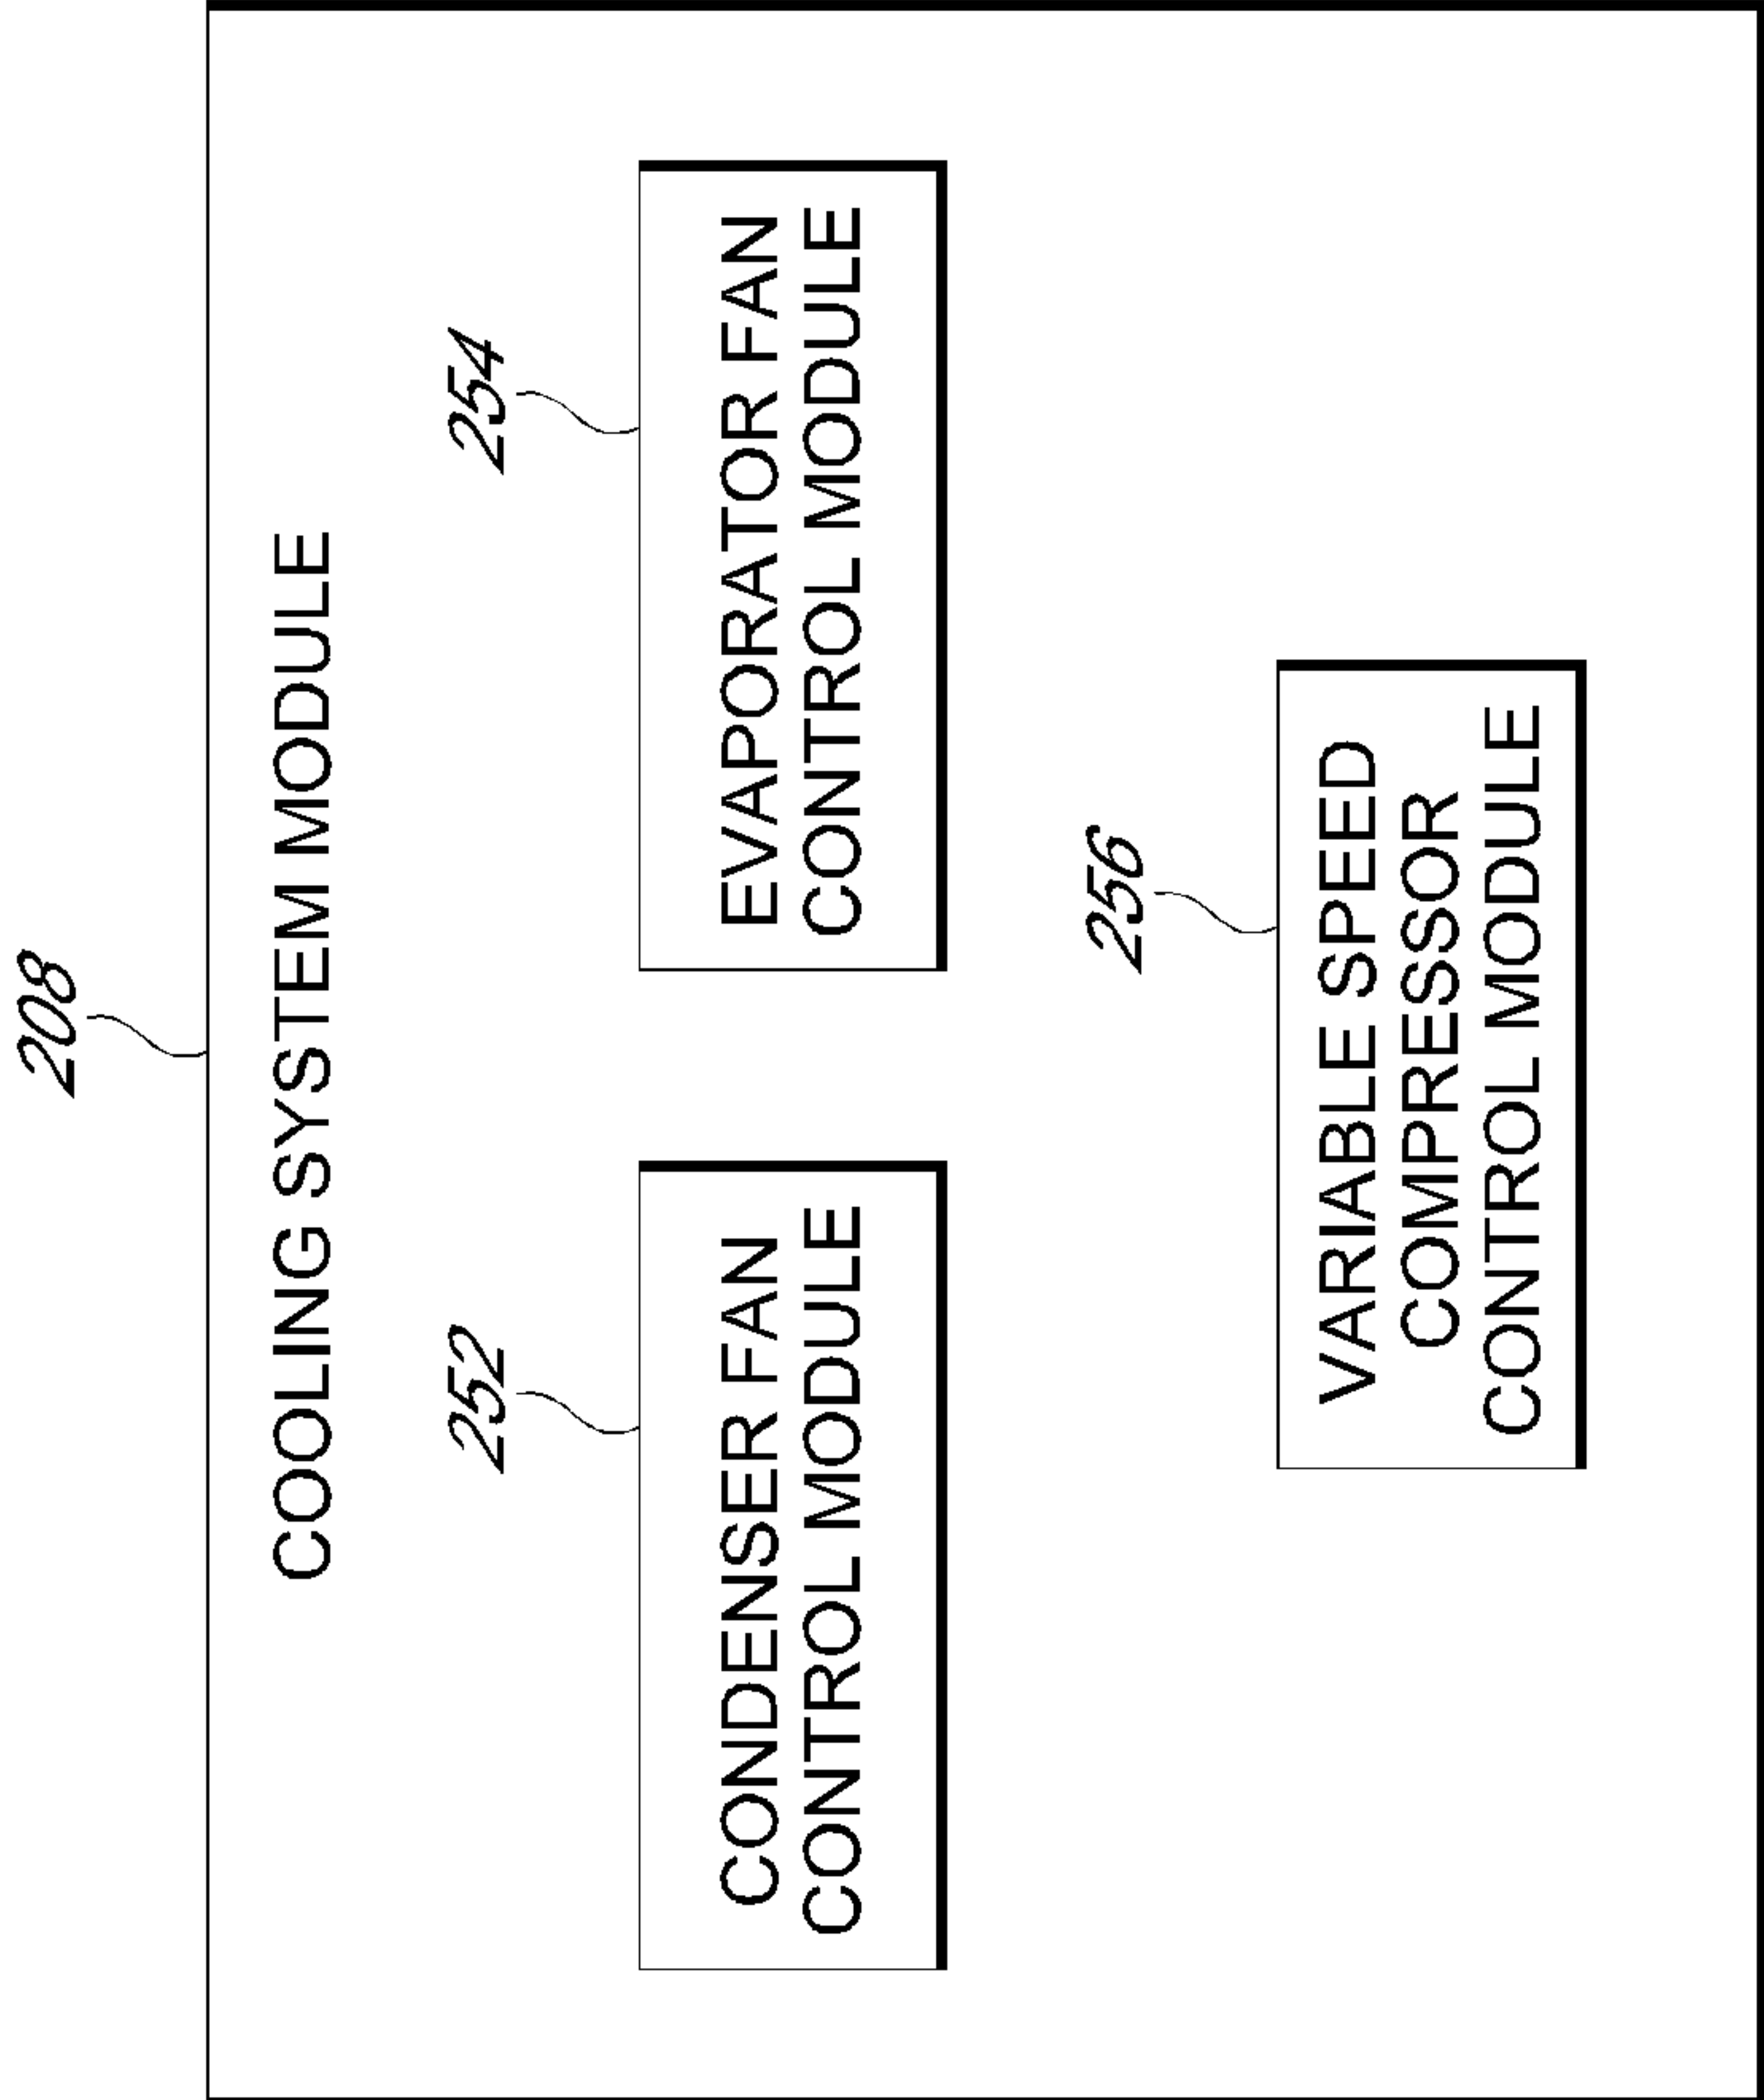 208
COOLING SYSTEM MODULE
252
CONDENSER FAN
CONTROL MODULE
254
EVAPORATOR FAN
CONTROL MODULE
256
VARIABLE SPEED
COMPRESSOR
CONTROL MODULE